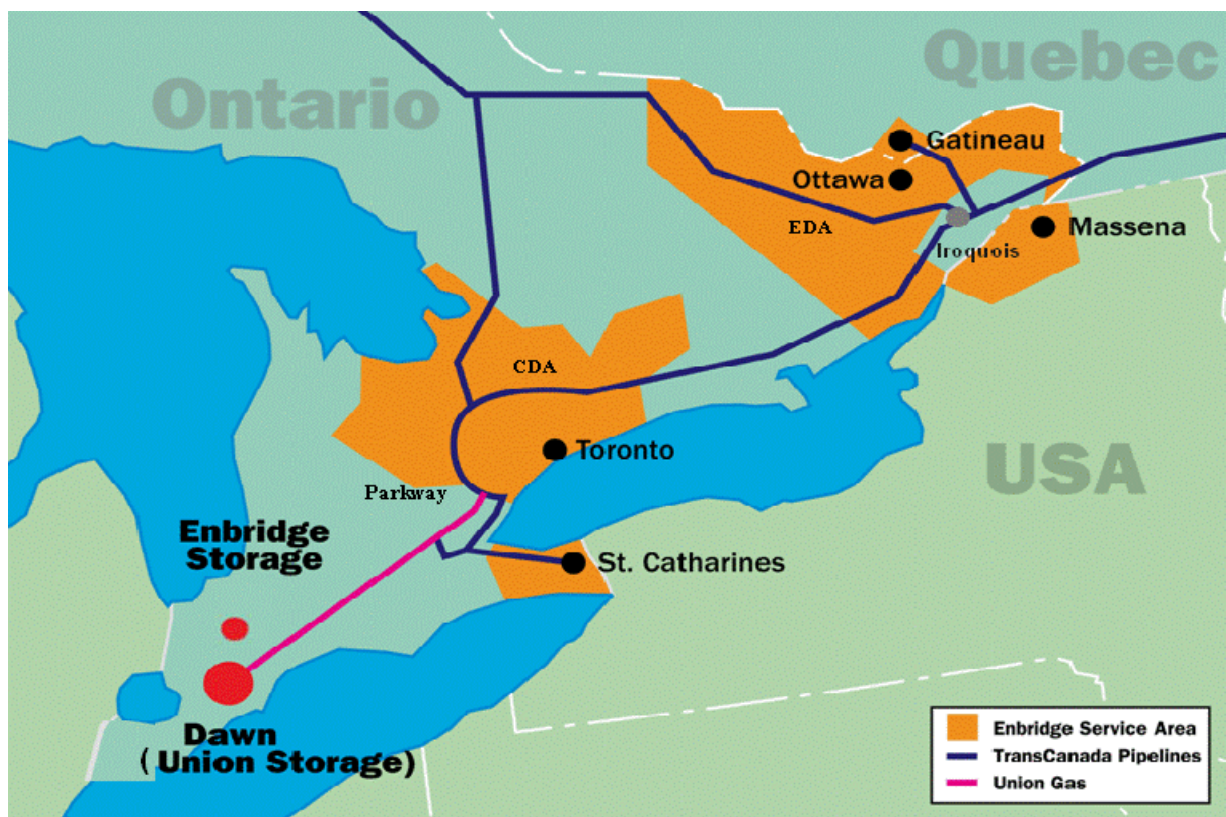 Ontario
Quebec
Gatineau
Ottawa
EDA
Massena
Iroquois
CDA
Toronto
USA
Parkway
Enbridge
Storage
St. Catharines
Dawn
(Union Storage)
Enbridge Service Area
TransCanada Pipelines
Union Gas